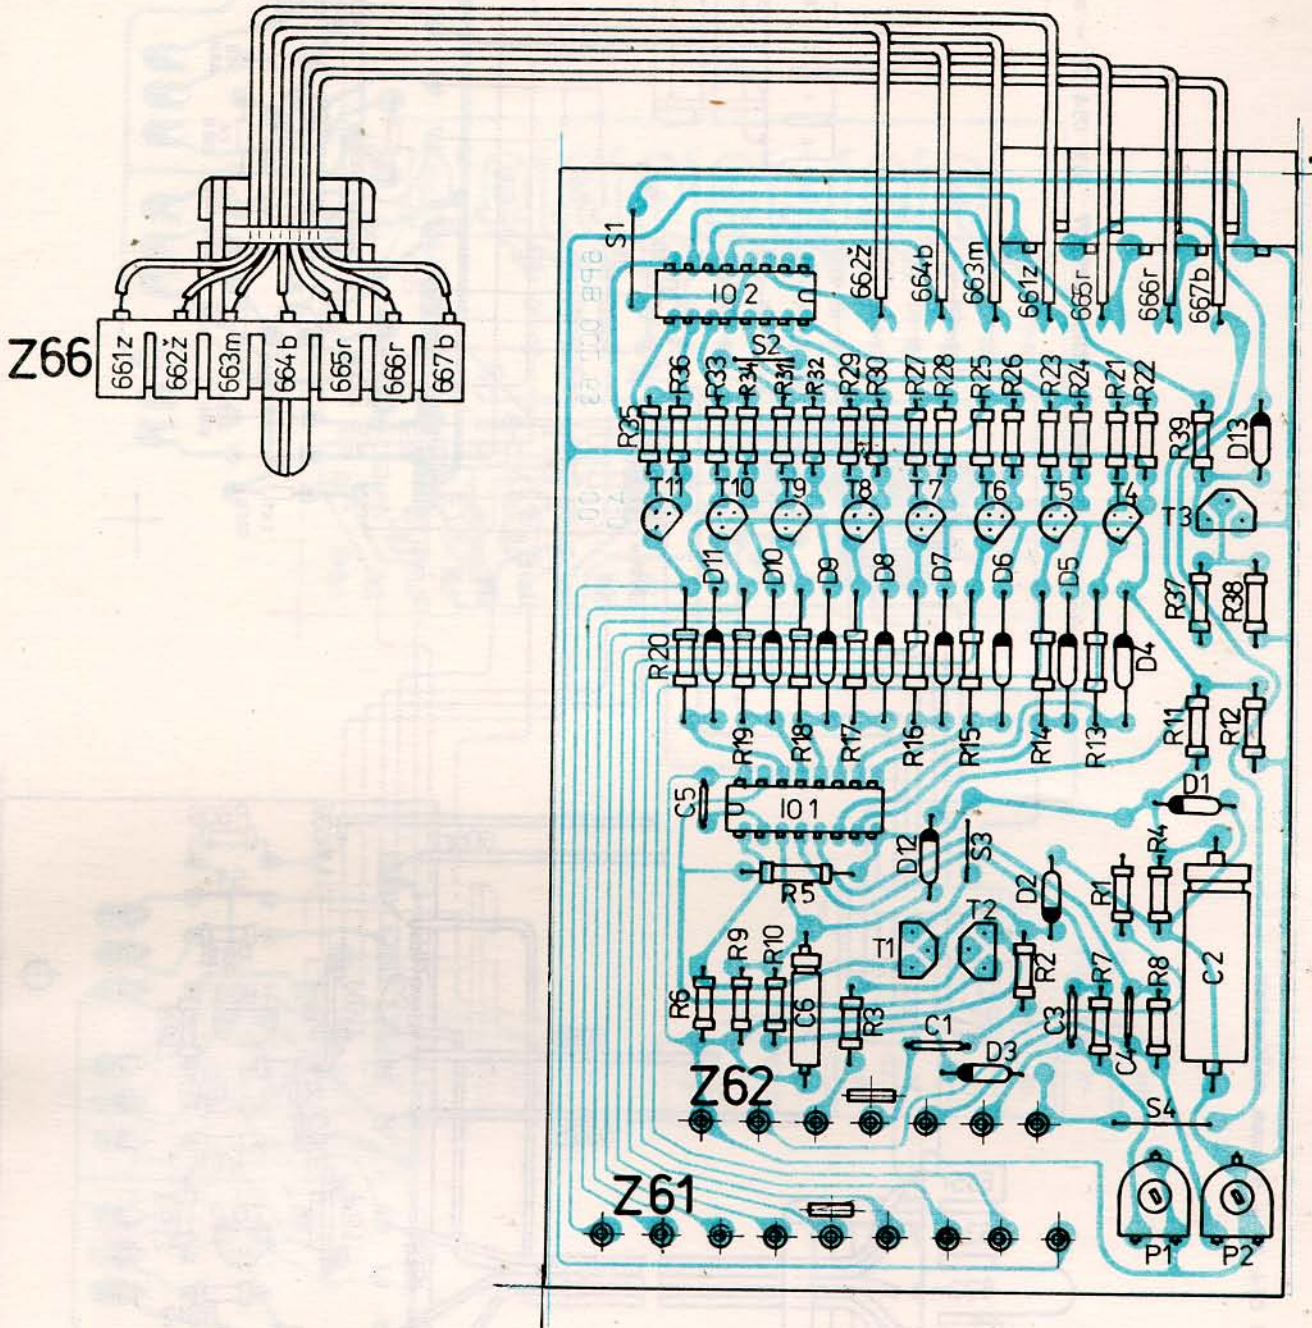 Z66
661z 662ž 663m 664b 665r 666r 667b
S1
IO2
662ž 664b 663m 661z 665r 666r 667b
S2
R35 R36 R33 R34 R31 R32 R29 R30 R27 R28 R25 R26 R23 R24 R21 R22 R39 D13
T11 T10 T9 T8 T7 T6 T5 T4 T3
D11 D10 D9 D8 D7 D6 D5 R37 R38
R20 D4
R19 R18 R17 R16 R15 R14 R13 R11 R12
C5 IO1 D1
D12 S3 R4
R5 D2 R1
T1 T2 C2
R9 R10 R2 R7 R8
R6 C6 R3 C1 C3 C4
D3
Z62
S4
Z61
P1 P2